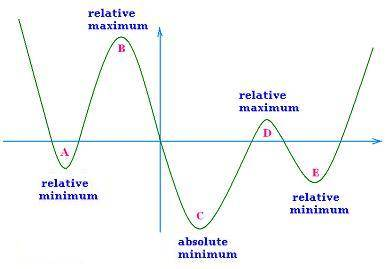 relative
maximum
B
relative
maximum
D
A
E
relative
minimum
relative
minimum
C
absolute
minimum